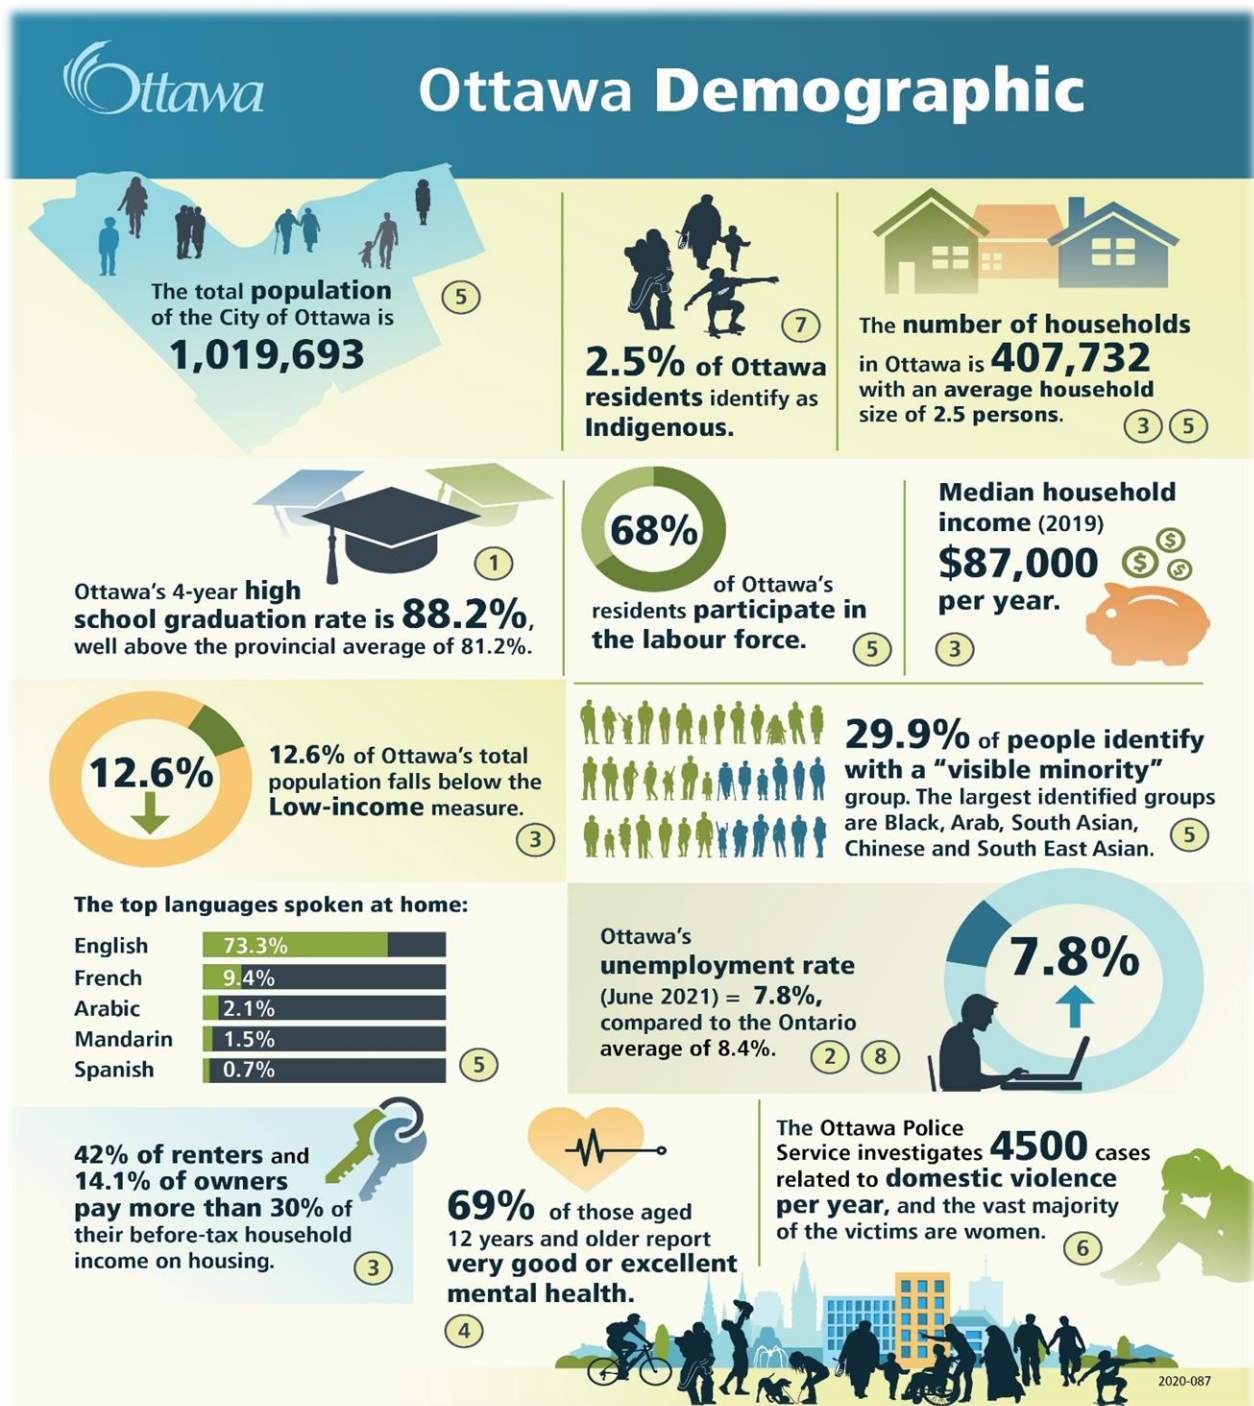 Ottawa
Ottawa Demographic
The total population
of the City of Ottawa is
1,019,693
5
7
2.5% of Ottawa
residents identify as
Indigenous.
The number of households
in Ottawa is 407,732
with an average household
size of 2.5 persons.
3 5
1
Ottawa's 4-year high
school graduation rate is 88.2%,
well above the provincial average of 81.2%.
68%
of Ottawa's
residents participate in
the labour force.
5
Median household
income (2019)
$87,000
per year.
$
$
$
3
12.6%
12.6% of Ottawa's total
population falls below the
Low-income measure.
3
29.9% of people identify
with a “visible minority”
group. The largest identified groups
are Black, Arab, South Asian,
Chinese and South East Asian.
5
The top languages spoken at home:
English 73.3%
French 9.4%
Arabic 2.1%
Mandarin 1.5%
Spanish 0.7%
5
Ottawa's
unemployment rate
(June 2021) = 7.8%,
compared to the Ontario
average of 8.4%.
2 8
7.8%
42% of renters and
14.1% of owners
pay more than 30% of
their before-tax household
income on housing.
3
69% of those aged
12 years and older report
very good or excellent
mental health.
4
The Ottawa Police
Service investigates 4500 cases
related to domestic violence
per year, and the vast majority
of the victims are women.
6
2020-087